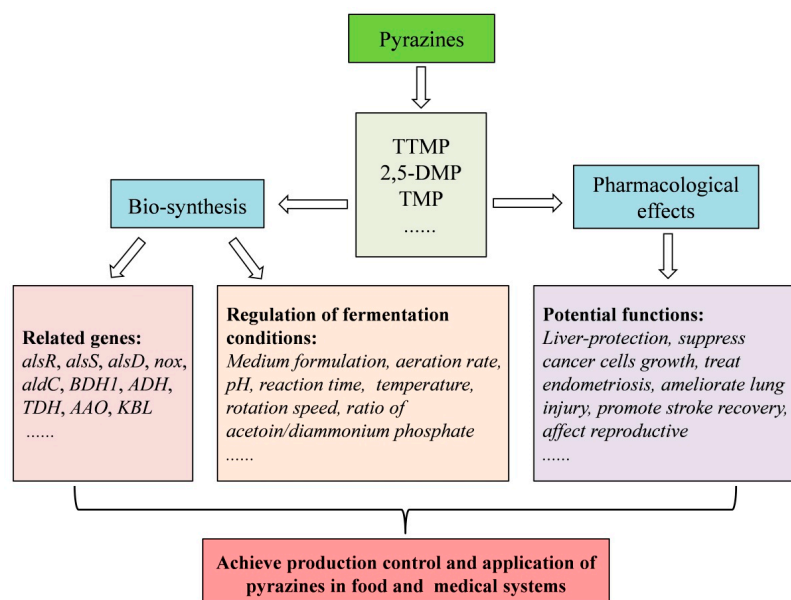 Pyrazines
TTMP
2,5-DMP
TMP
......
Bio-synthesis
Pharmacological
effects
Related genes:
alsR, alsS, alsD, nox,
aldC, BDH1, ADH,
TDH, AAO, KBL
......
Regulation of fermentation
conditions:
Medium formulation, aeration rate,
pH, reaction time, temperature,
rotation speed, ratio of
acetoin/diammonium phosphate
......
Potential functions:
Liver-protection, suppress
cancer cells growth, treat
endometriosis, ameliorate lung
injury, promote stroke recovery,
affect reproductive
......
Achieve production control and application of
pyrazines in food and medical systems